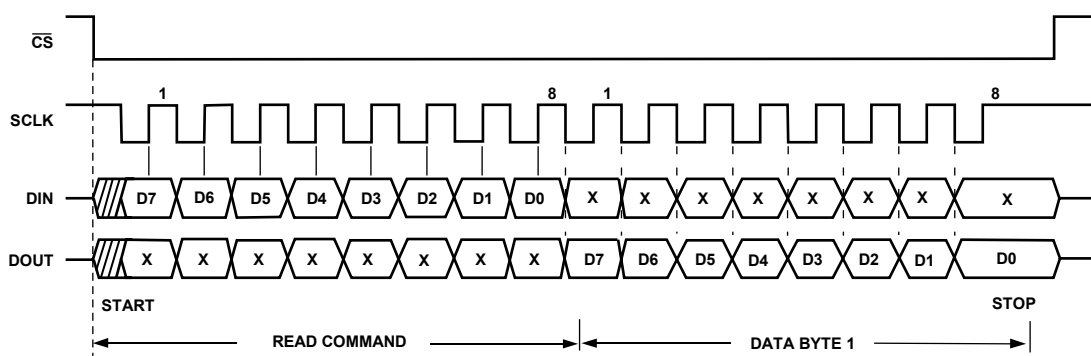 CS
1 8 1 8
SCLK
DIN D7 D6 D5 D4 D3 D2 D1 D0 X X X X X X X X
DOUT X X X X X X X X D7 D6 D5 D4 D3 D2 D1 D0
START STOP
READ COMMAND DATA BYTE 1